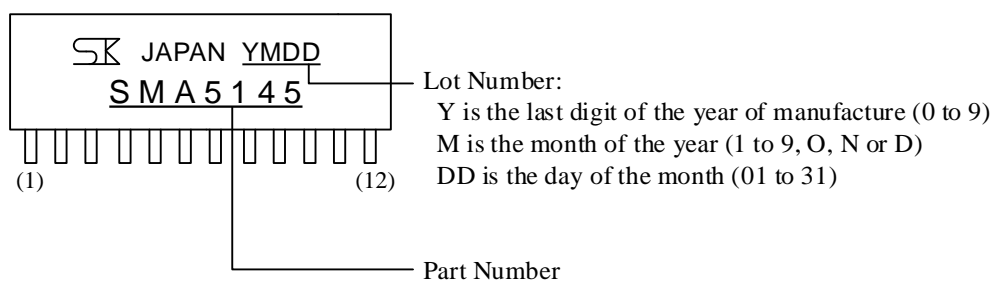 SK JAPAN YMDD
SMA5145
(1)
(12)
Lot Number:
Y is the last digit of the year of manufacture (0 to 9)
M is the month of the year (1 to 9, O, N or D)
DD is the day of the month (01 to 31)
Part Number